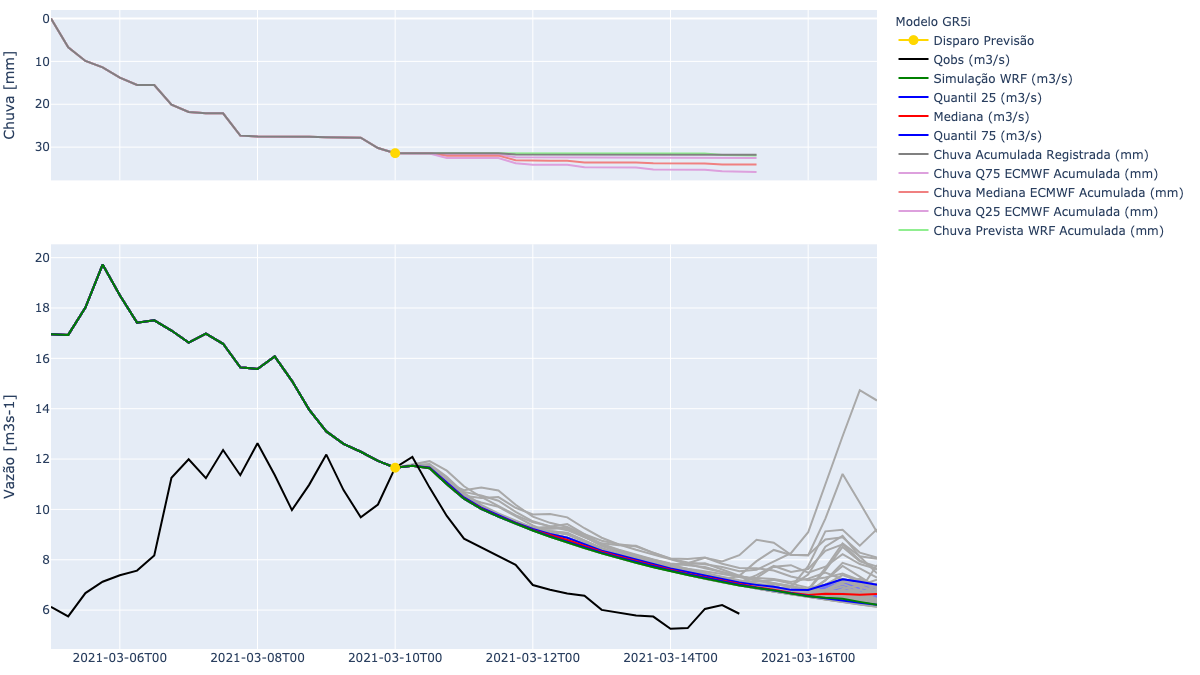 Chuva [mm]
0
10
20
30
Modelo GR5i
Disparo Previsão
Qobs (m3/s)
Simulação WRF (m3/s)
Quantil 25 (m3/s)
Mediana (m3/s)
Quantil 75 (m3/s)
Chuva Acumulada Registrada (mm)
Chuva Q75 ECMWF Acumulada (mm)
Chuva Mediana ECMWF Acumulada (mm)
Chuva Q25 ECMWF Acumulada (mm)
Chuva Prevista WRF Acumulada (mm)
Vazão [m3s-1]
20
18
16
14
12
10
8
6
2021-03-06T00 2021-03-08T00 2021-03-10T00 2021-03-12T00 2021-03-14T00 2021-03-16T00